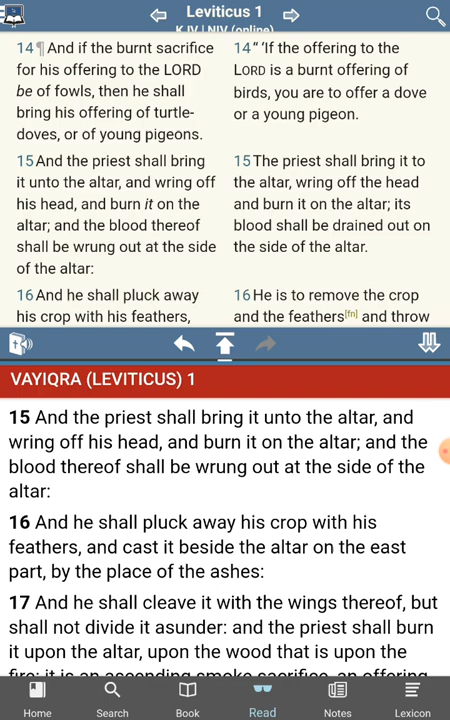 Leviticus 1
KJV | NIV (online)
14¶ And if the burnt sacrifice
for his offering to the LORD
be of fowls, then he shall
bring his offering of turtle-
doves, or of young pigeons.
15 And the priest shall bring
it unto the altar, and wring off
his head, and burn it on the
altar; and the blood thereof
shall be wrung out at the side
of the altar:
16 And he shall pluck away
his crop with his feathers,
14 “ ‘If the offering to the
LORD is a burnt offering of
birds, you are to offer a dove
or a young pigeon.
15 The priest shall bring it to
the altar, wring off the head
and burn it on the altar; its
blood shall be drained out on
the side of the altar.
16 He is to remove the crop
and the feathers[fn] and throw
VAYIQRA (LEVITICUS) 1
15 And the priest shall bring it unto the altar, and
wring off his head, and burn it on the altar; and the
blood thereof shall be wrung out at the side of the
altar:
16 And he shall pluck away his crop with his
feathers, and cast it beside the altar on the east
part, by the place of the ashes:
17 And he shall cleave it with the wings thereof, but
shall not divide it asunder: and the priest shall burn
it upon the altar, upon the wood that is upon the
fire: it is an ascending smoke sacrifice, an offering
Home
Search
Book
Read
Notes
Lexicon